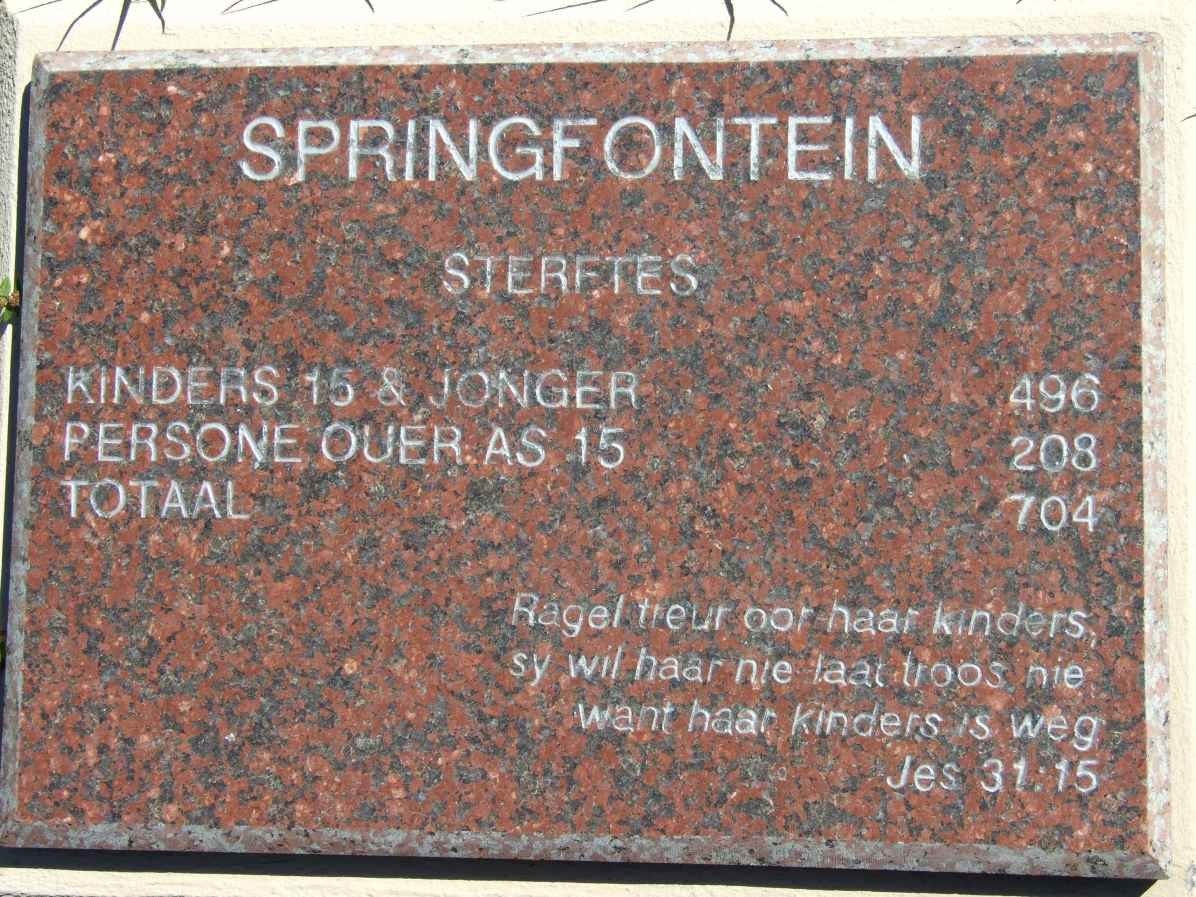 SPRINGFONTEIN
STERFTES
KINDERS 15 & JONGER 496
PERSONE OUER AS 15 208
TOTAAL 704
Ragel treur oor haar kinders,
sy wil haar nie laat troos nie
want haar kinders is weg
Jes 31:15